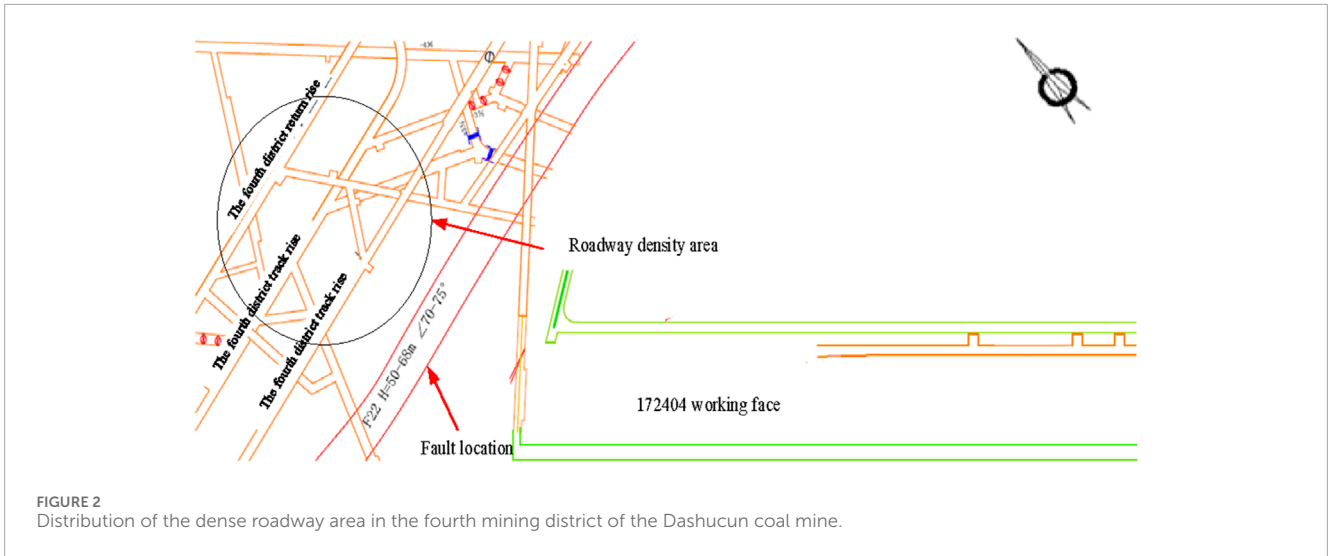 -436
The fourth district return rise
Roadway density area
The fourth district track rise
The fourth district track rise
F22 H=50-68m ∠70-75°
172404 working face
Fault location
FIGURE 2
Distribution of the dense roadway area in the fourth mining district of the Dashucun coal mine.